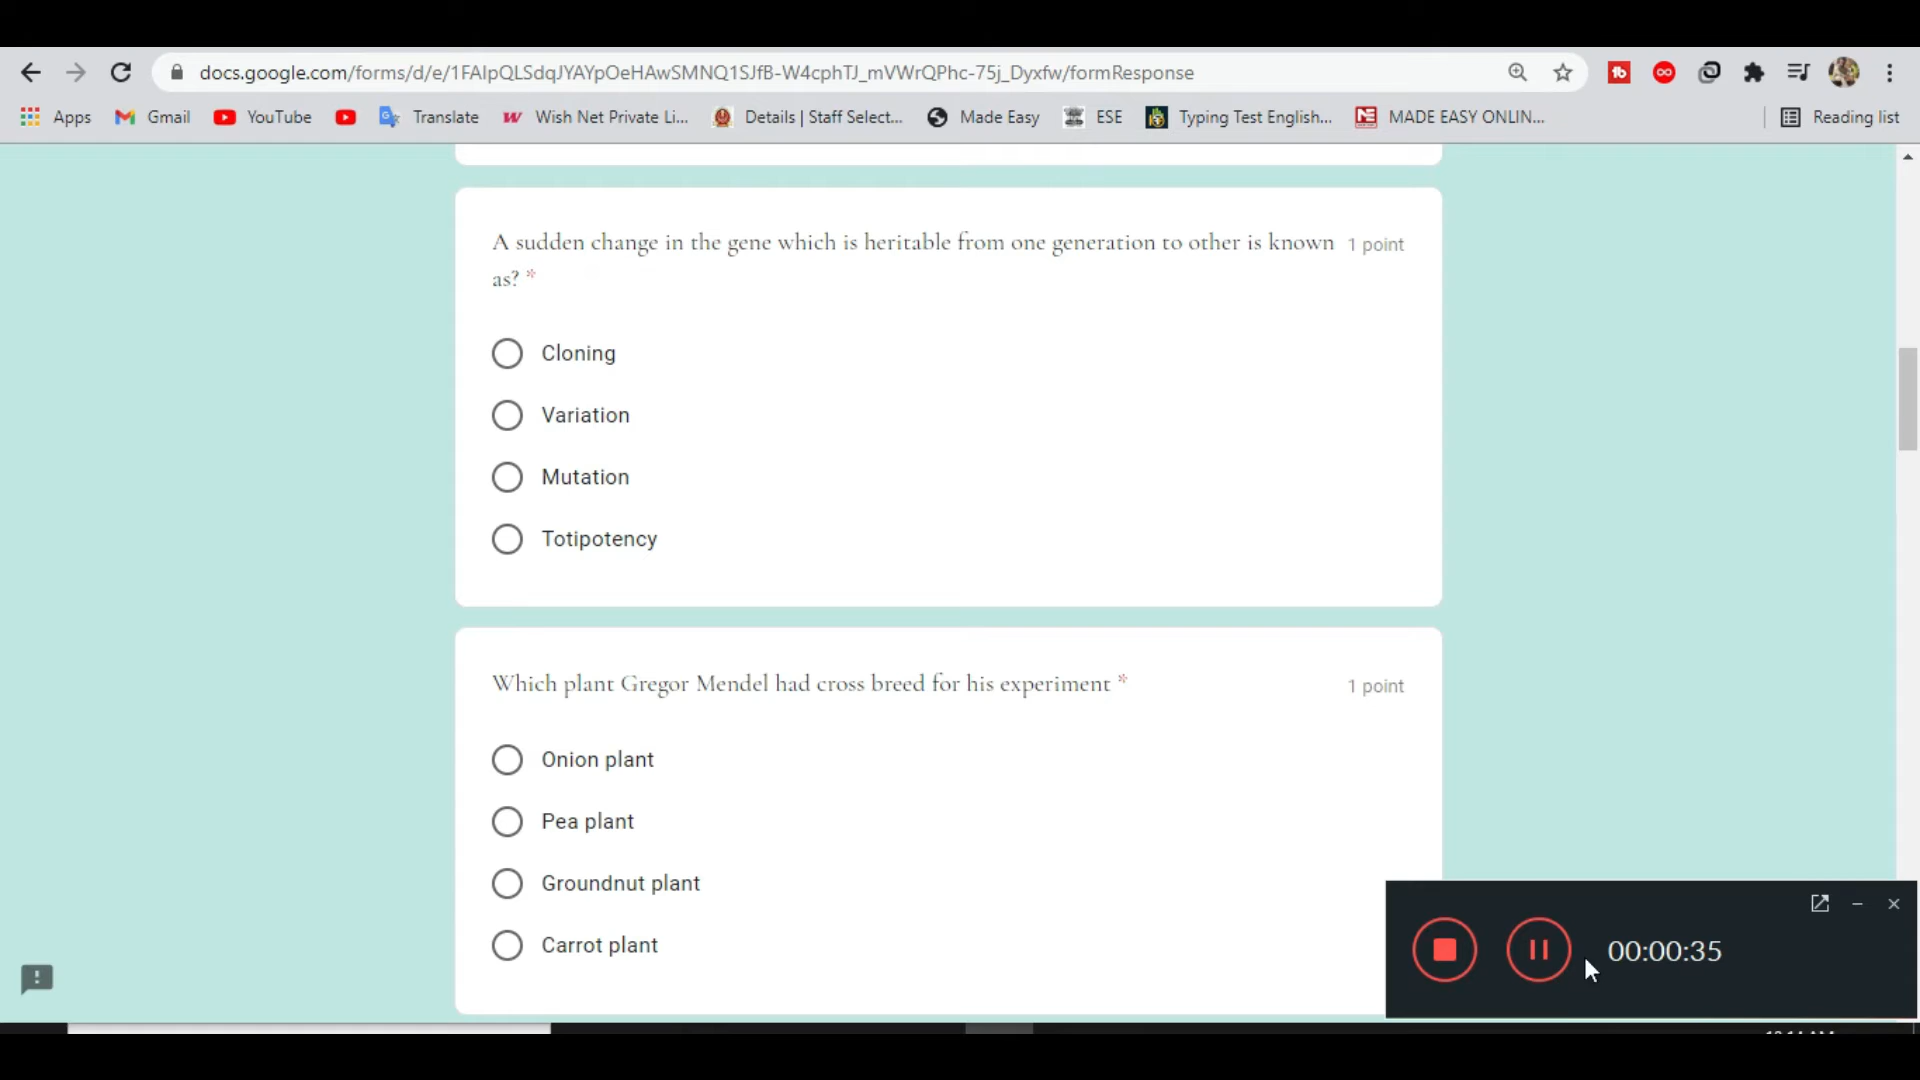 docs.google.com/forms/d/e/1FAIpQLSdqJYAYpOeHAwSMNQ1SJfB-W4cphTJ_mVWrQPhc-75j_Dyxfw/formResponse
Apps Gmail YouTube Translate Wish Net Private Li... Details | Staff Select... Made Easy ESE Typing Test English... MADE EASY ONLIN... Reading list
A sudden change in the gene which is heritable from one generation to other is known 1 point
as? *
Cloning
Variation
Mutation
Totipotency
Which plant Gregor Mendel had cross breed for his experiment * 1 point
Onion plant
Pea plant
Groundnut plant
Carrot plant
00:00:35